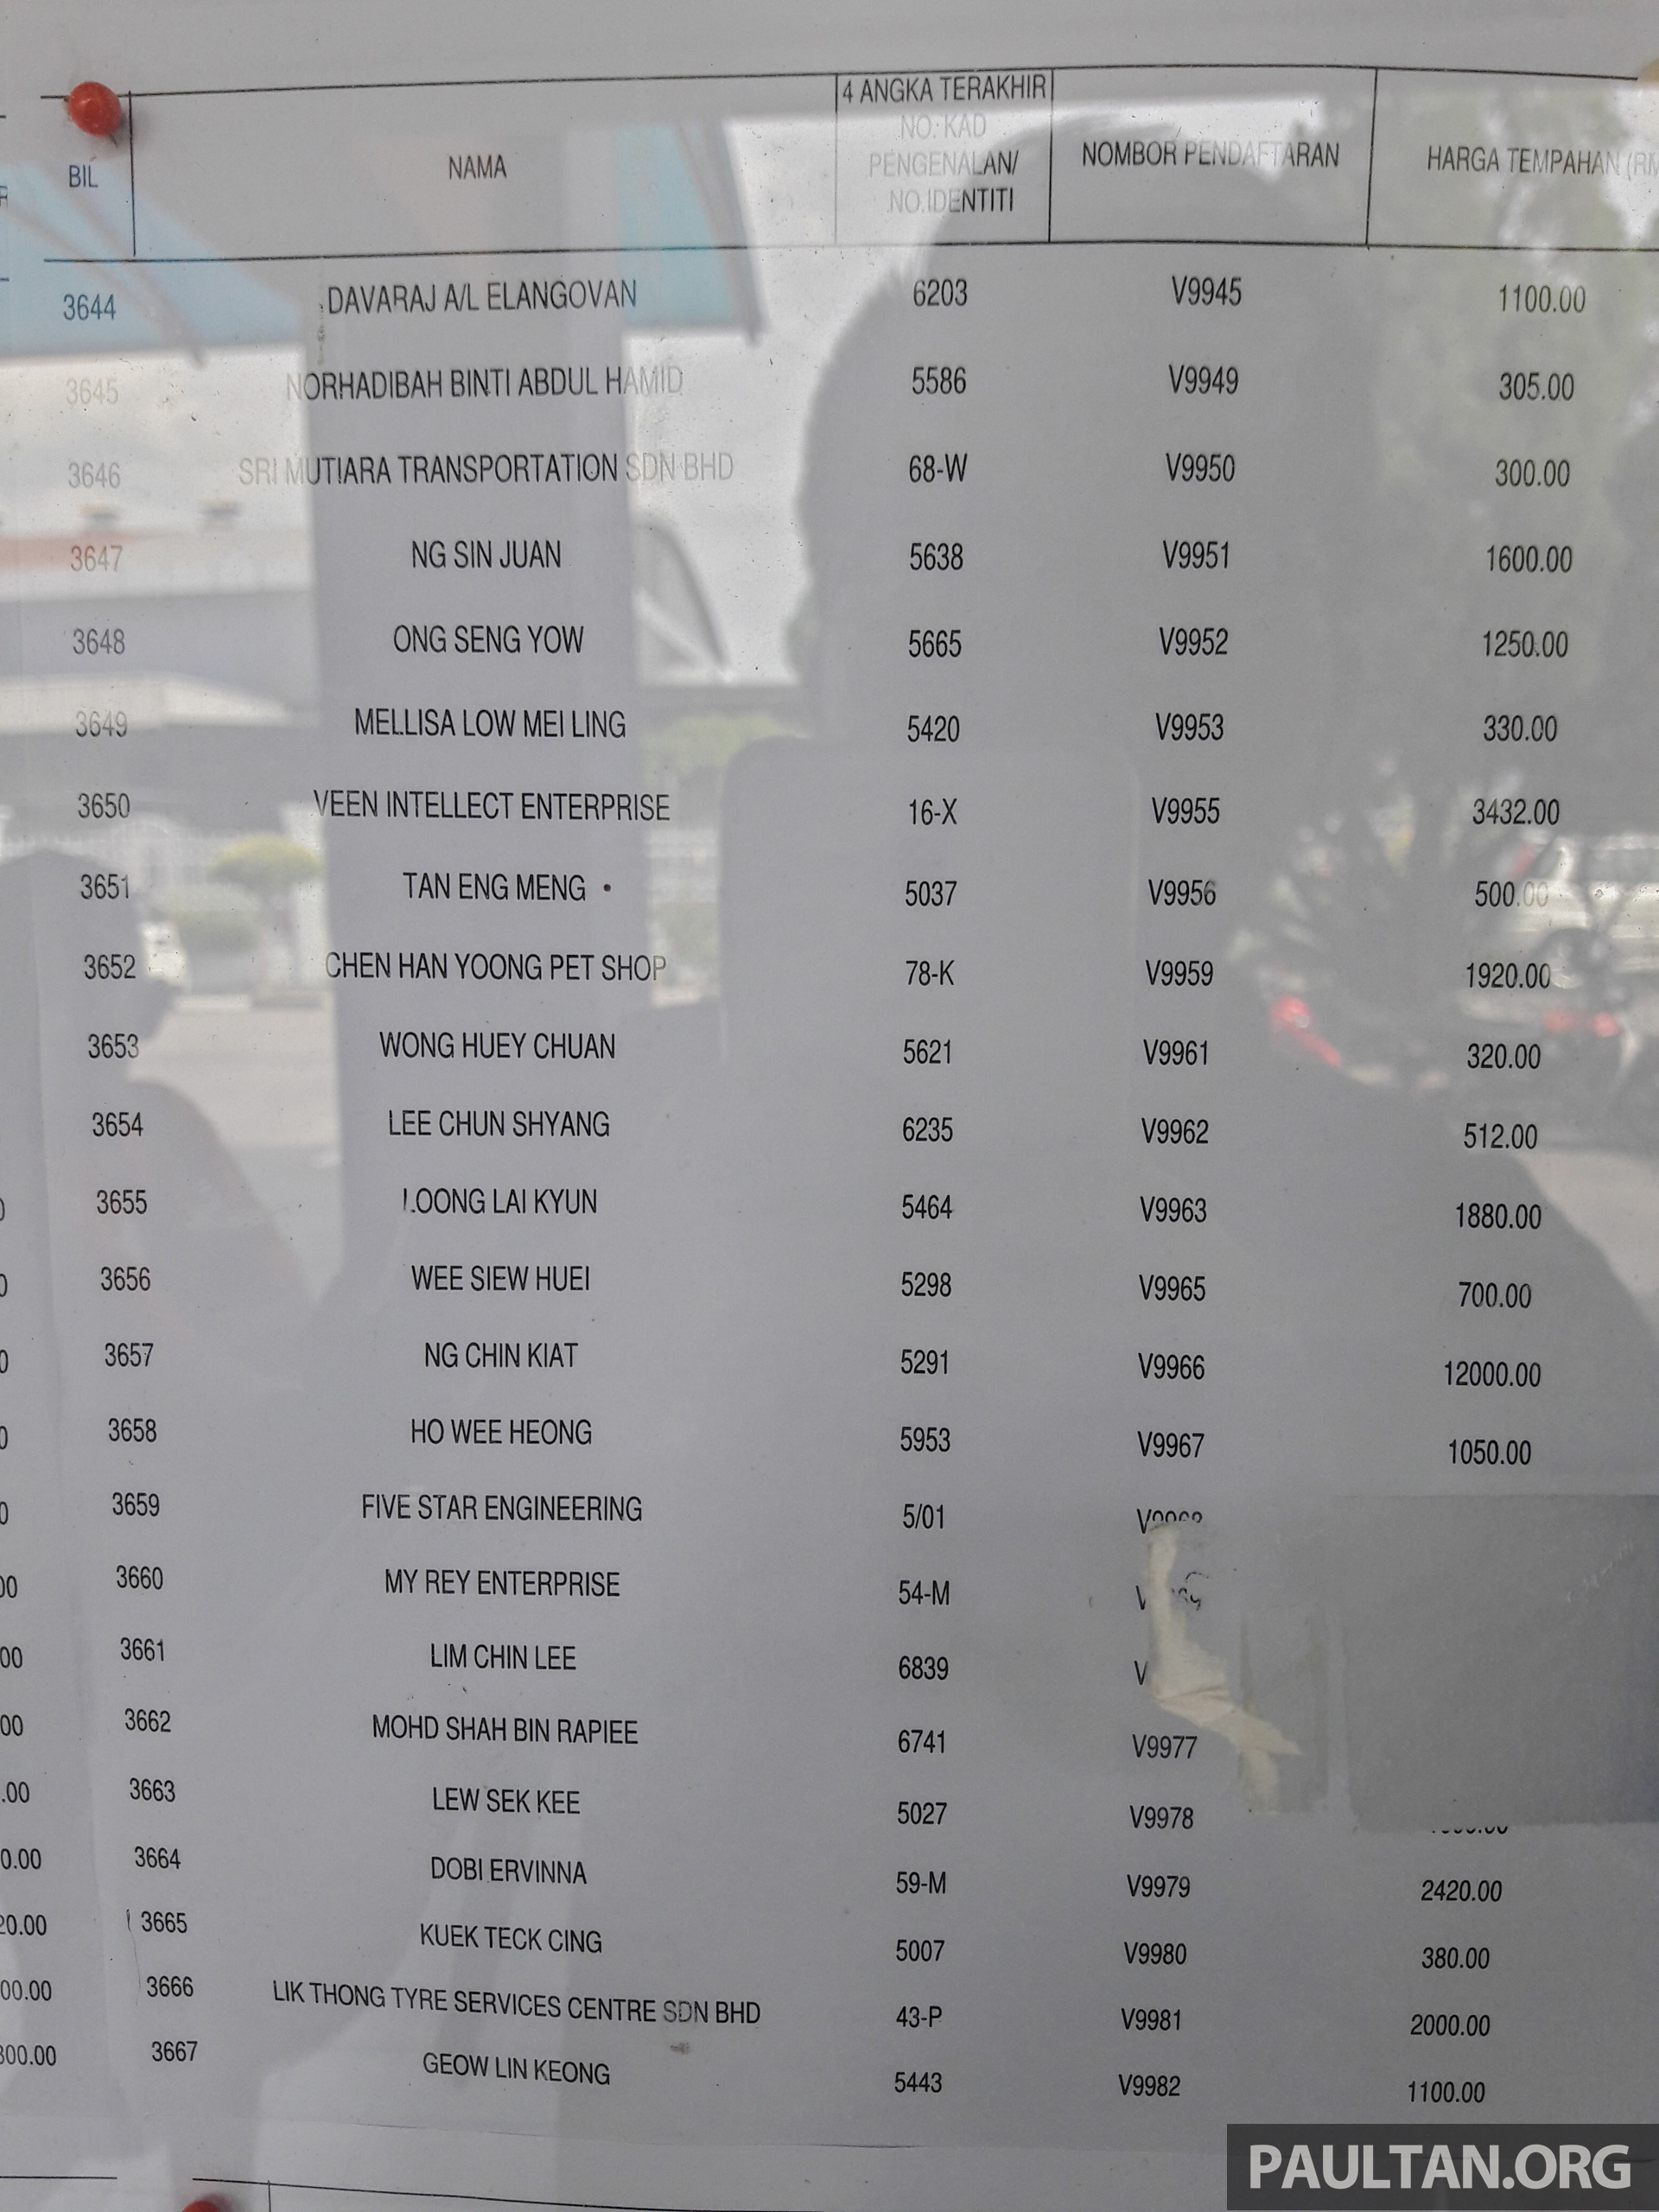 4 ANGKA TERAKHIR
NO. KAD
BIL NAMA PENGENALAN/ NOMBOR PENDAFTARAN HARGA TEMPAHAN (RM
NO.IDENTITI
3644 DAVARAJ A/L ELANGOVAN 6203 V9945 1100.00
3645 NORHADIBAH BINTI ABDUL HAMID 5586 V9949 305.00
3646 SRI MUTIARA TRANSPORTATION SDN BHD 68-W V9950 300.00
3647 NG SIN JUAN 5638 V9951 1600.00
3648 ONG SENG YOW 5665 V9952 1250.00
3649 MELLISA LOW MEI LING 5420 V9953 330.00
3650 VEEN INTELLECT ENTERPRISE 16-X V9955 3432.00
3651 TAN ENG MENG 5037 V9956 500.00
3652 CHEN HAN YOONG PET SHOP 78-K V9959 1920.00
3653 WONG HUEY CHUAN 5621 V9961 320.00
3654 LEE CHUN SHYANG 6235 V9962 512.00
3655 LOONG LAI KYUN 5464 V9963 1880.00
3656 WEE SIEW HUEI 5298 V9965 700.00
3657 NG CHIN KIAT 5291 V9966 12000.00
3658 HO WEE HEONG 5953 V9967 1050.00
3659 FIVE STAR ENGINEERING 5/01
3660 MY REY ENTERPRISE 54-M
3661 LIM CHIN LEE 6839 V
3662 MOHD SHAH BIN RAPIEE 6741 V9977
3663 LEW SEK KEE 5027 V9978
3664 DOBI ERVINNA 59-M V9979 2420.00
3665 KUEK TECK CING 5007 V9980 380.00
3666 LIK THONG TYRE SERVICES CENTRE SDN BHD 43-P V9981 2000.00
3667 GEOW LIN KEONG 5443 V9982 1100.00
PAULTAN.ORG